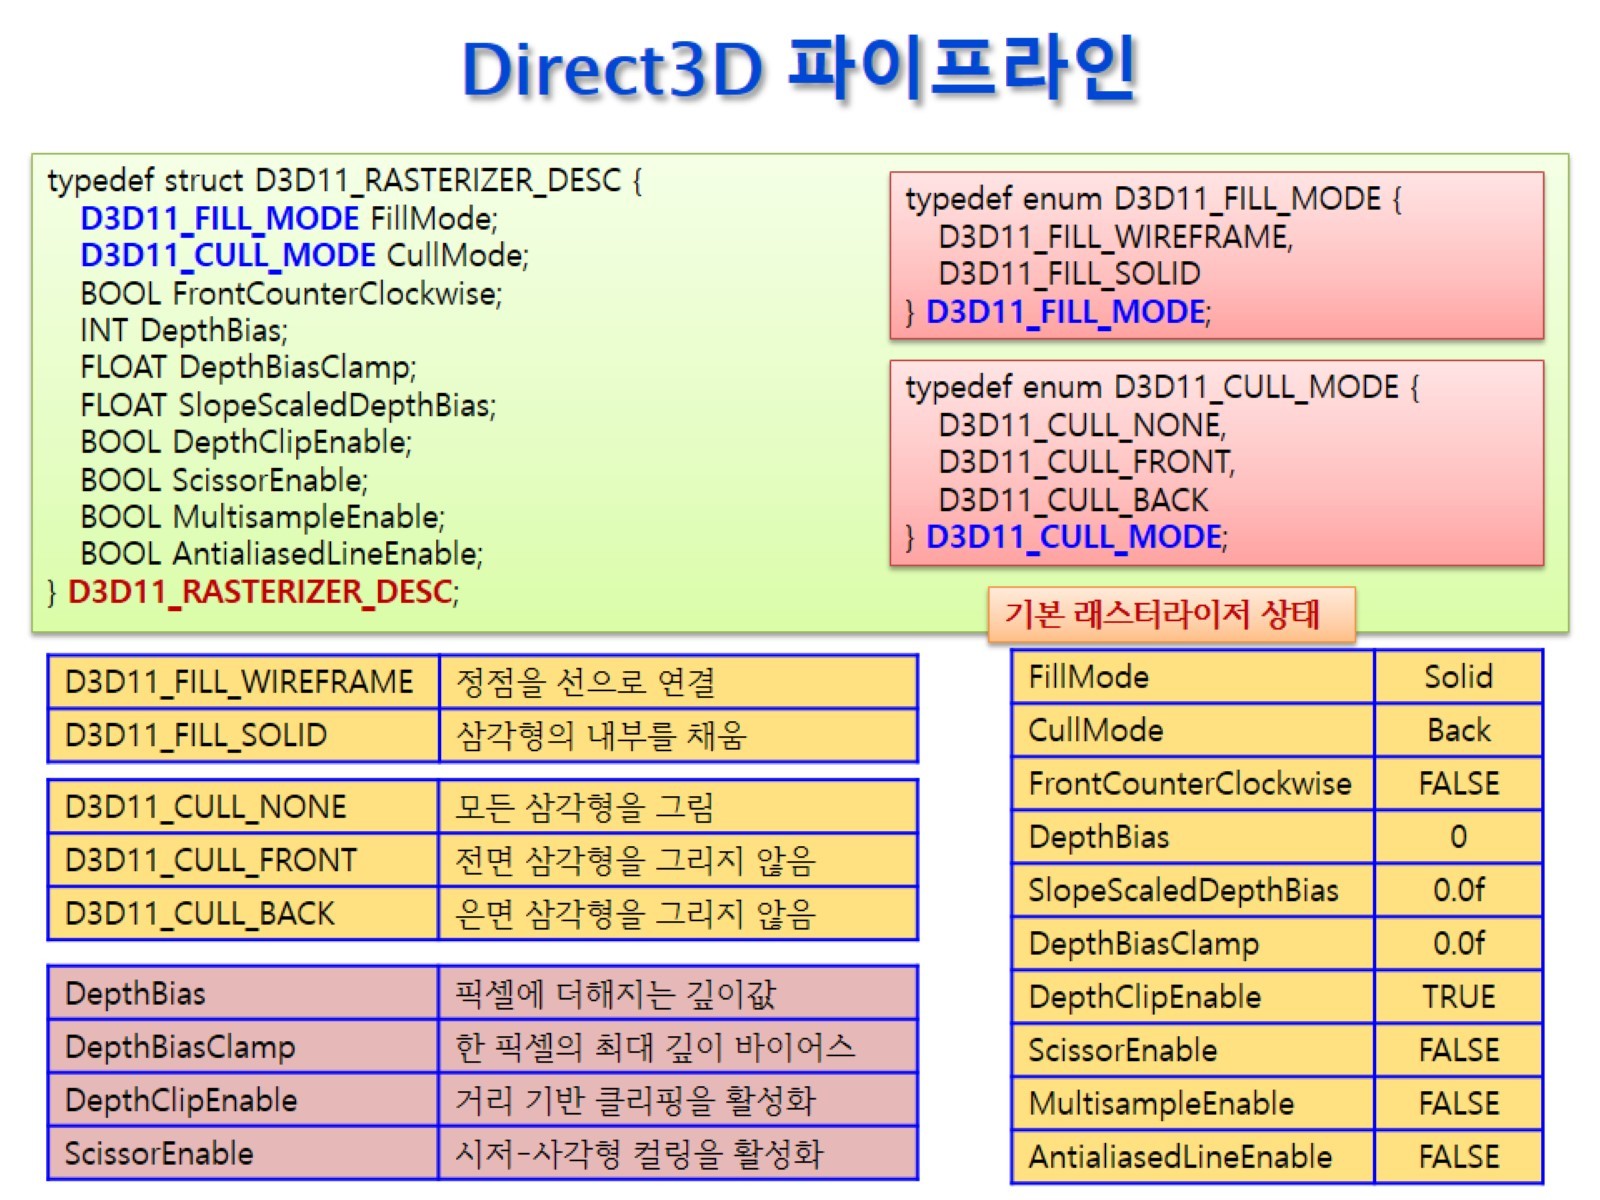 Direct3D 파이프라인
typedef struct D3D11_RASTERIZER_DESC {
D3D11_FILL_MODE FillMode;
D3D11_CULL_MODE CullMode;
BOOL FrontCounterClockwise;
INT DepthBias;
FLOAT DepthBiasClamp;
FLOAT SlopeScaledDepthBias;
BOOL DepthClipEnable;
BOOL ScissorEnable;
BOOL MultisampleEnable;
BOOL AntialiasedLineEnable;
} D3D11_RASTERIZER_DESC;
typedef enum D3D11_FILL_MODE {
D3D11_FILL_WIREFRAME,
D3D11_FILL_SOLID
} D3D11_FILL_MODE;
typedef enum D3D11_CULL_MODE {
D3D11_CULL_NONE,
D3D11_CULL_FRONT,
D3D11_CULL_BACK
} D3D11_CULL_MODE;
기본 래스터라이저 상태
D3D11_FILL_WIREFRAME 정점을 선으로 연결
D3D11_FILL_SOLID 삼각형의 내부를 채움
D3D11_CULL_NONE 모든 삼각형을 그림
D3D11_CULL_FRONT 전면 삼각형을 그리지 않음
D3D11_CULL_BACK 은면 삼각형을 그리지 않음
DepthBias 픽셀에 더해지는 깊이값
DepthBiasClamp 한 픽셀의 최대 깊이 바이어스
DepthClipEnable 거리 기반 클리핑을 활성화
ScissorEnable 시저-사각형 컬링을 활성화
FillMode Solid
CullMode Back
FrontCounterClockwise FALSE
DepthBias 0
SlopeScaledDepthBias 0.0f
DepthBiasClamp 0.0f
DepthClipEnable TRUE
ScissorEnable FALSE
MultisampleEnable FALSE
AntialiasedLineEnable FALSE